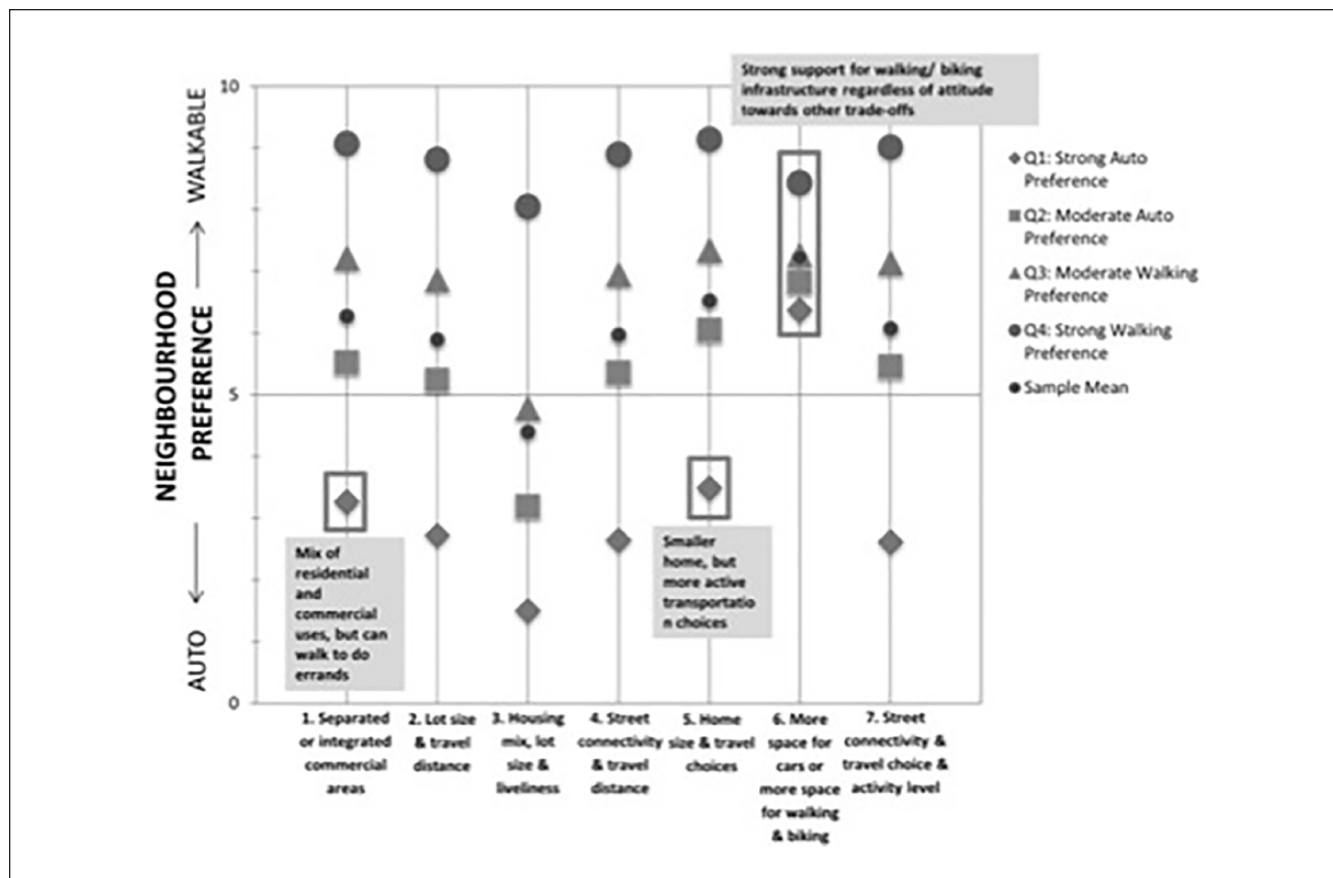 Strong support for walking/ biking
infrastructure regardless of attitude
towards other trade-offs
10
5
0
NEIGHBOURHOOD
PREFERENCE
WALKABLE
AUTO
Q1: Strong Auto
Preference
Q2: Moderate Auto
Preference
Q3: Moderate Walking
Preference
Q4: Strong Walking
Preference
Sample Mean
Mix of
residential
and
commercial
uses, but can
walk to do
errands
Smaller
home, but
more active
transportatio
n choices
1. Separated
or integrated
commercial
areas
2. Lot size
& travel
distance
3. Housing
mix, lot
size &
liveliness
4. Street
connectivity
& travel
distance
5. Home
size & travel
choices
6. More
space for
cars or
more space
for walking
& biking
7. Street
connectivity &
travel choice &
activity level